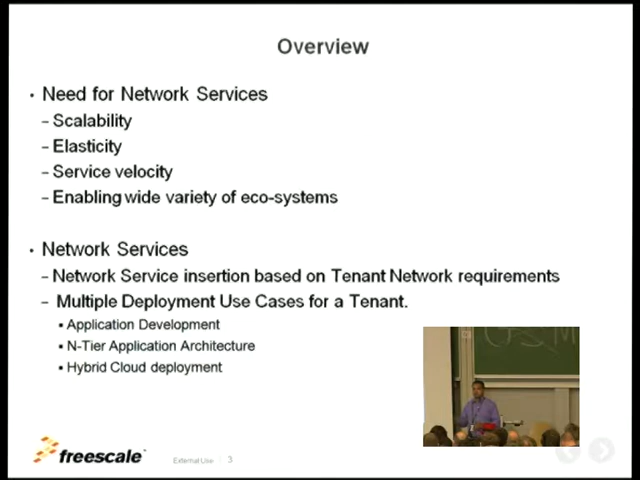 Overview
• Need for Network Services
– Scalability
– Elasticity
– Service velocity
– Enabling wide variety of eco-systems
• Network Services
– Network Service insertion based on Tenant Network requirements
– Multiple Deployment Use Cases for a Tenant.
▪ Application Development
▪ N-Tier Application Architecture
▪ Hybrid Cloud deployment
freescale
External Use | 3